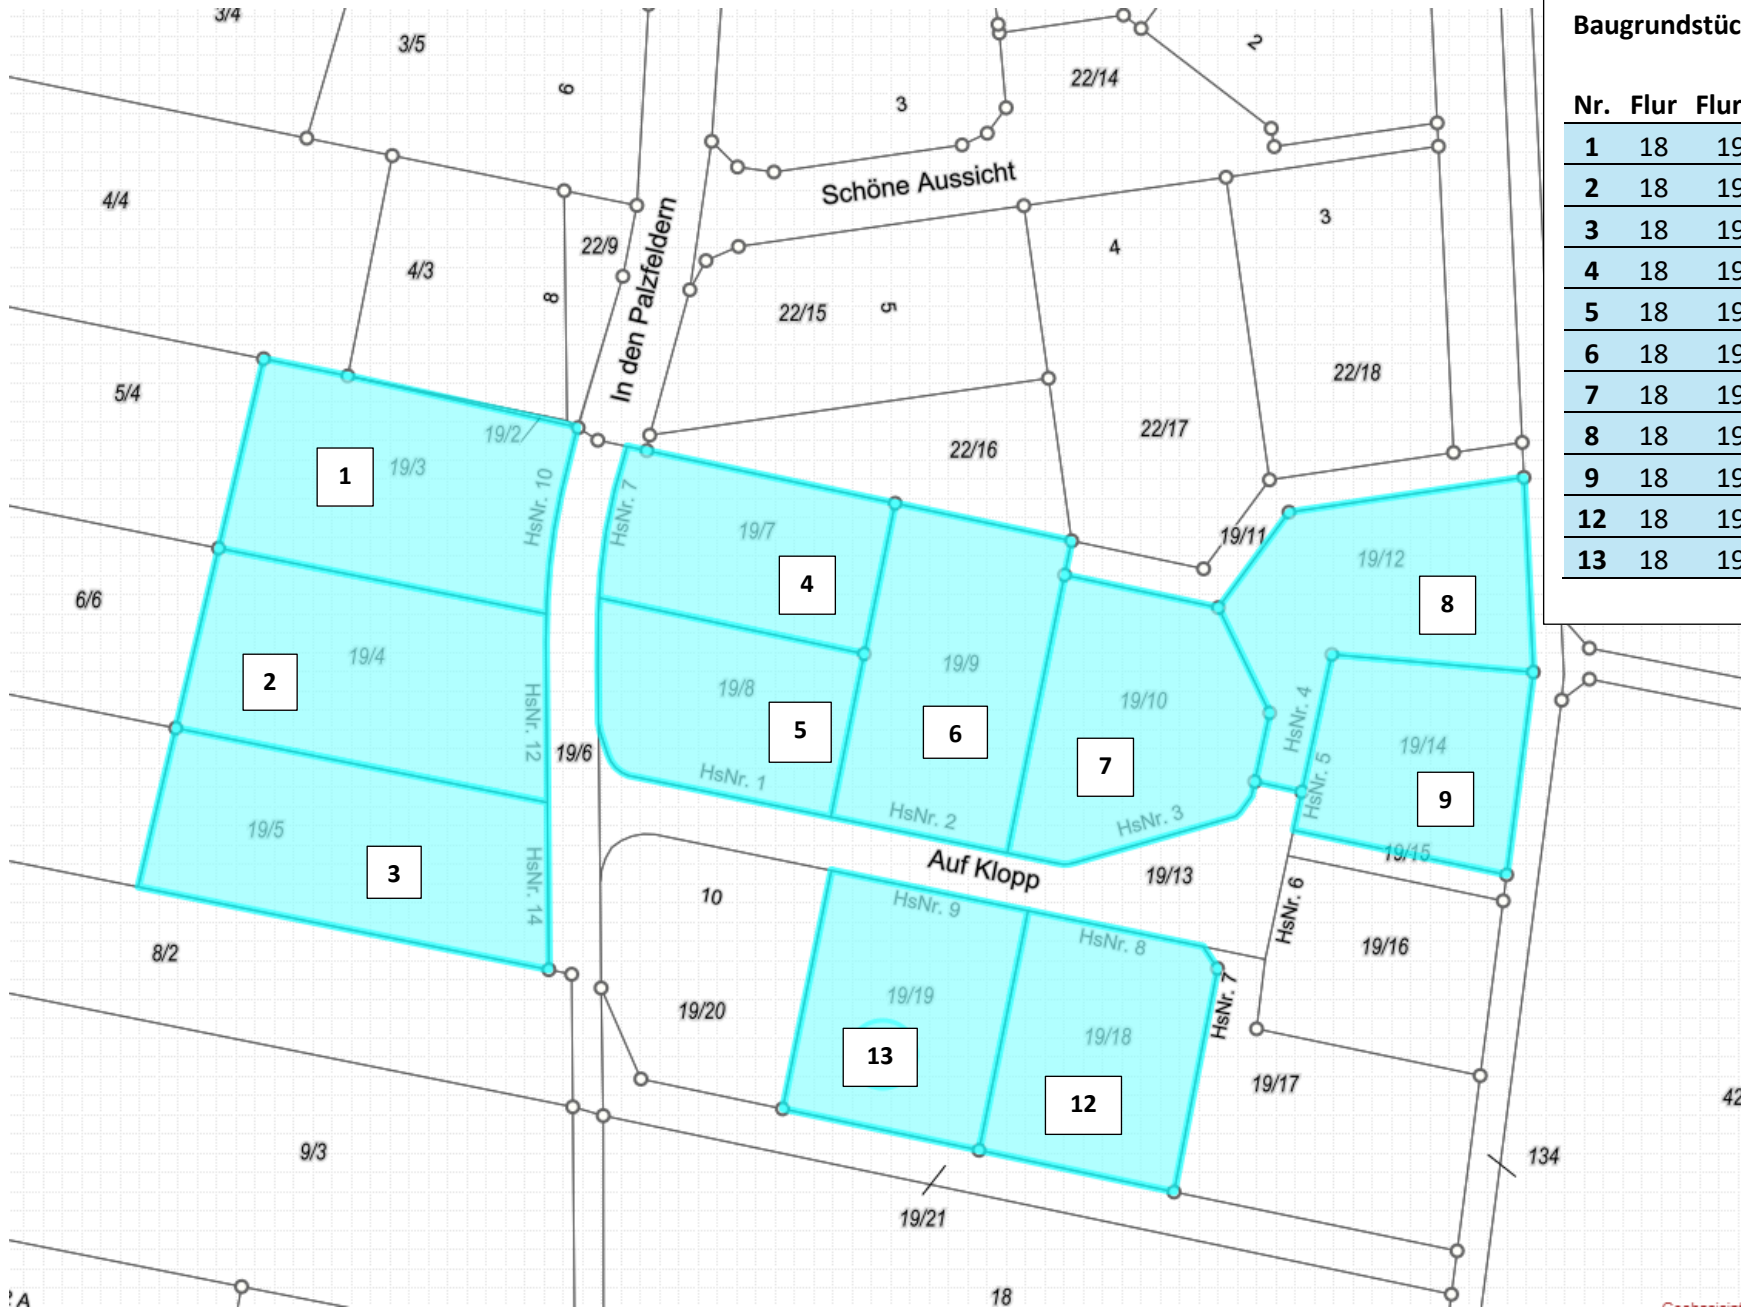 3/4
3/5
6
3
22/14
2
Baugrundstüc
Nr. Flur Flur
1 18 19
2 18 19
3 18 19
4 18 19
5 18 19
6 18 19
7 18 19
8 18 19
9 18 19
12 18 19
13 18 19
4/4
4/3
8
22/9
In den Palzfeldern
Schöne Aussicht
22/15
5
4
3
22/18
22/17
22/16
5/4
19/2
19/3
1
HsNr. 10
HsNr. 7
19/7
4
19/11
19/12
8
6/6
19/4
2
HsNr. 12
19/6
19/8
5
HsNr. 1
19/9
6
HsNr. 2
19/10
7
HsNr. 3
HsNr. 4
HsNr. 5
19/14
9
19/15
19/5
3
HsNr. 14
Auf Klopp
19/13
10
HsNr. 9
HsNr. 8
HsNr. 6
19/16
8/2
19/20
19/19
13
19/18
12
HsNr. 7
19/17
42
9/3
134
19/21
18
A